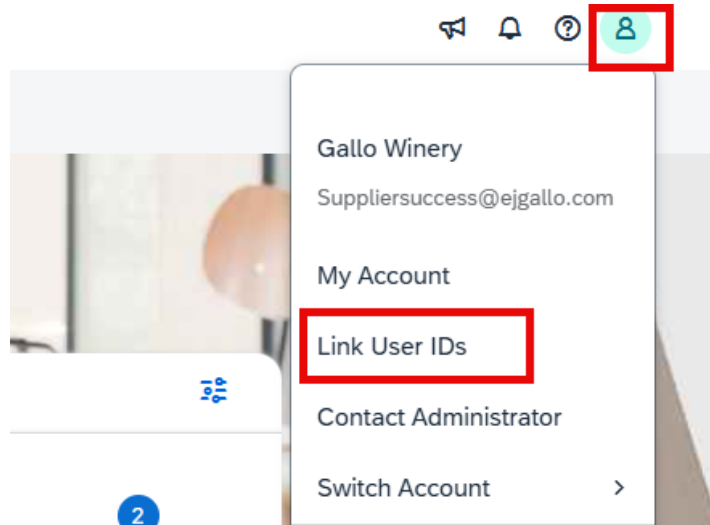 Gallo Winery
Suppliersuccess@ejgallo.com
My Account
Link User IDs
Contact Administrator
Switch Account
2